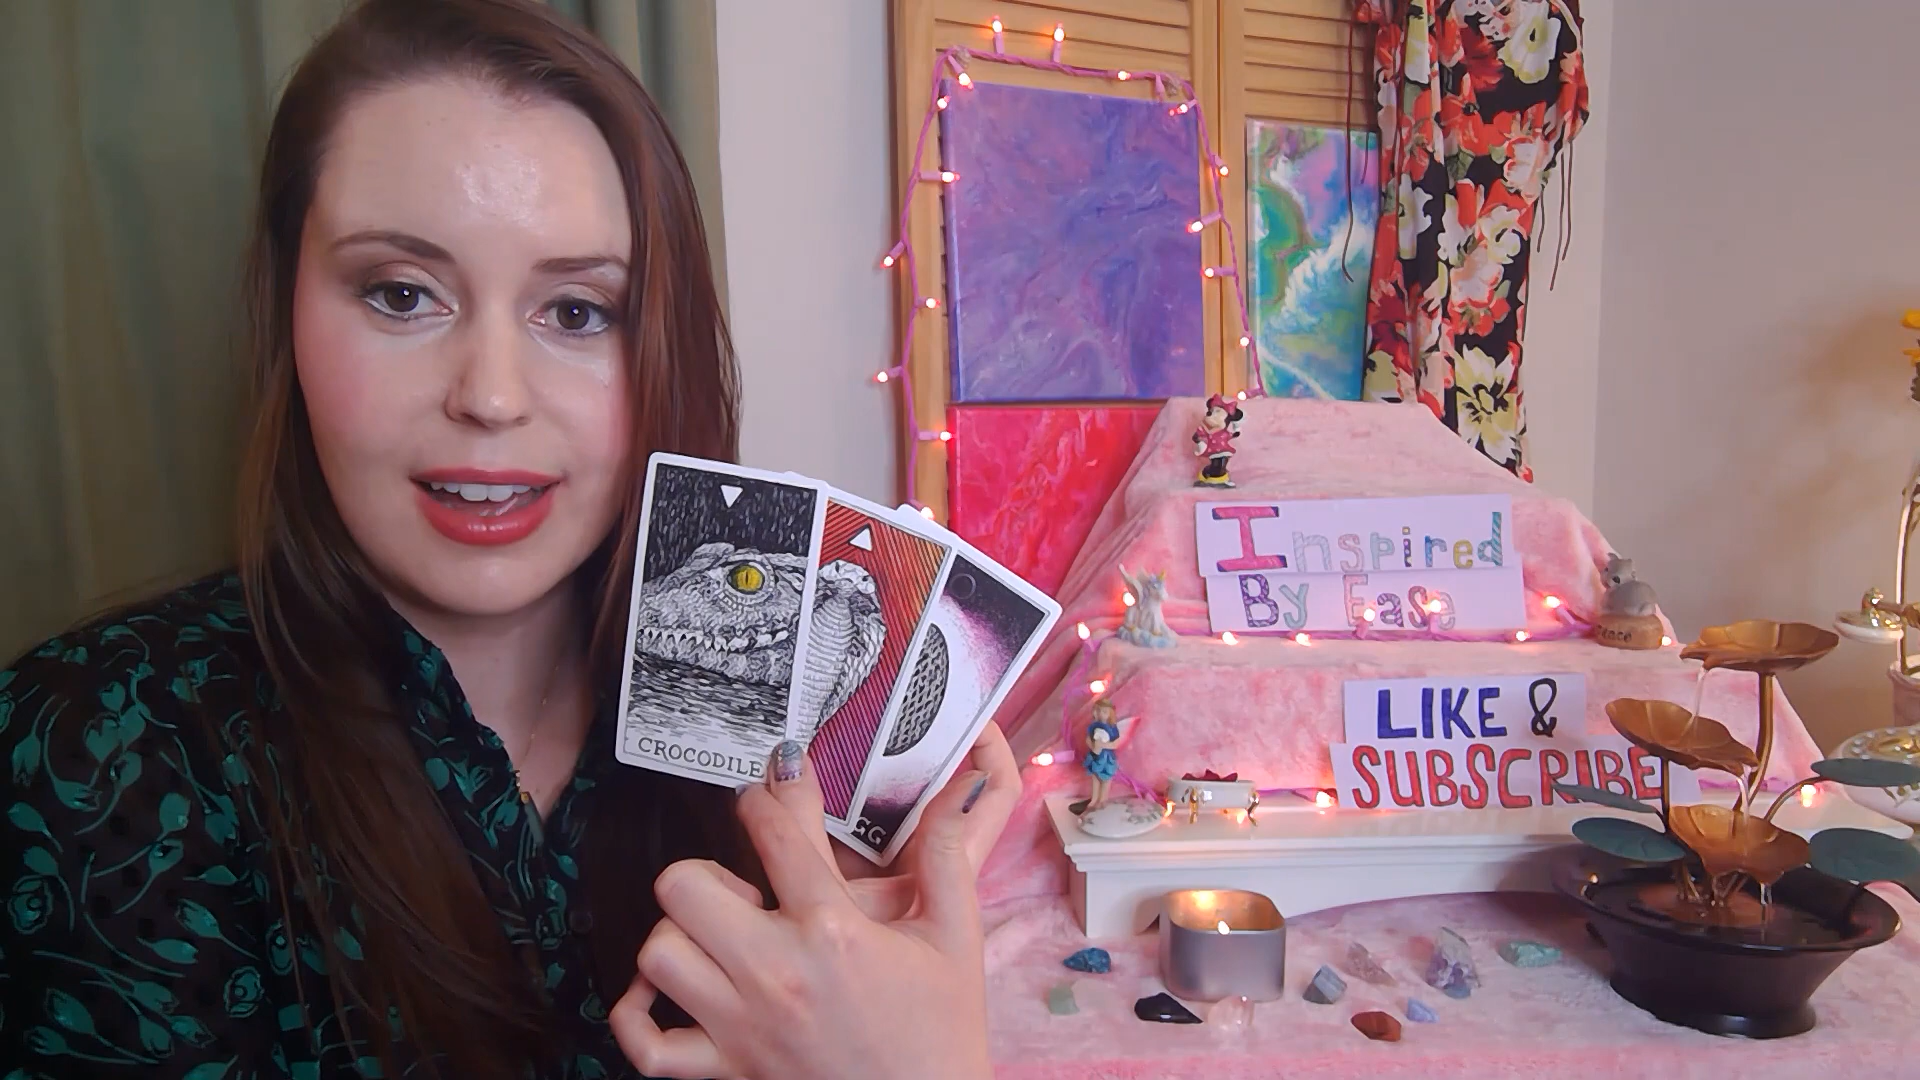 CROCODILE
GG
Inspired
By Ease
LIKE &
SUBSCRIBE
Peace